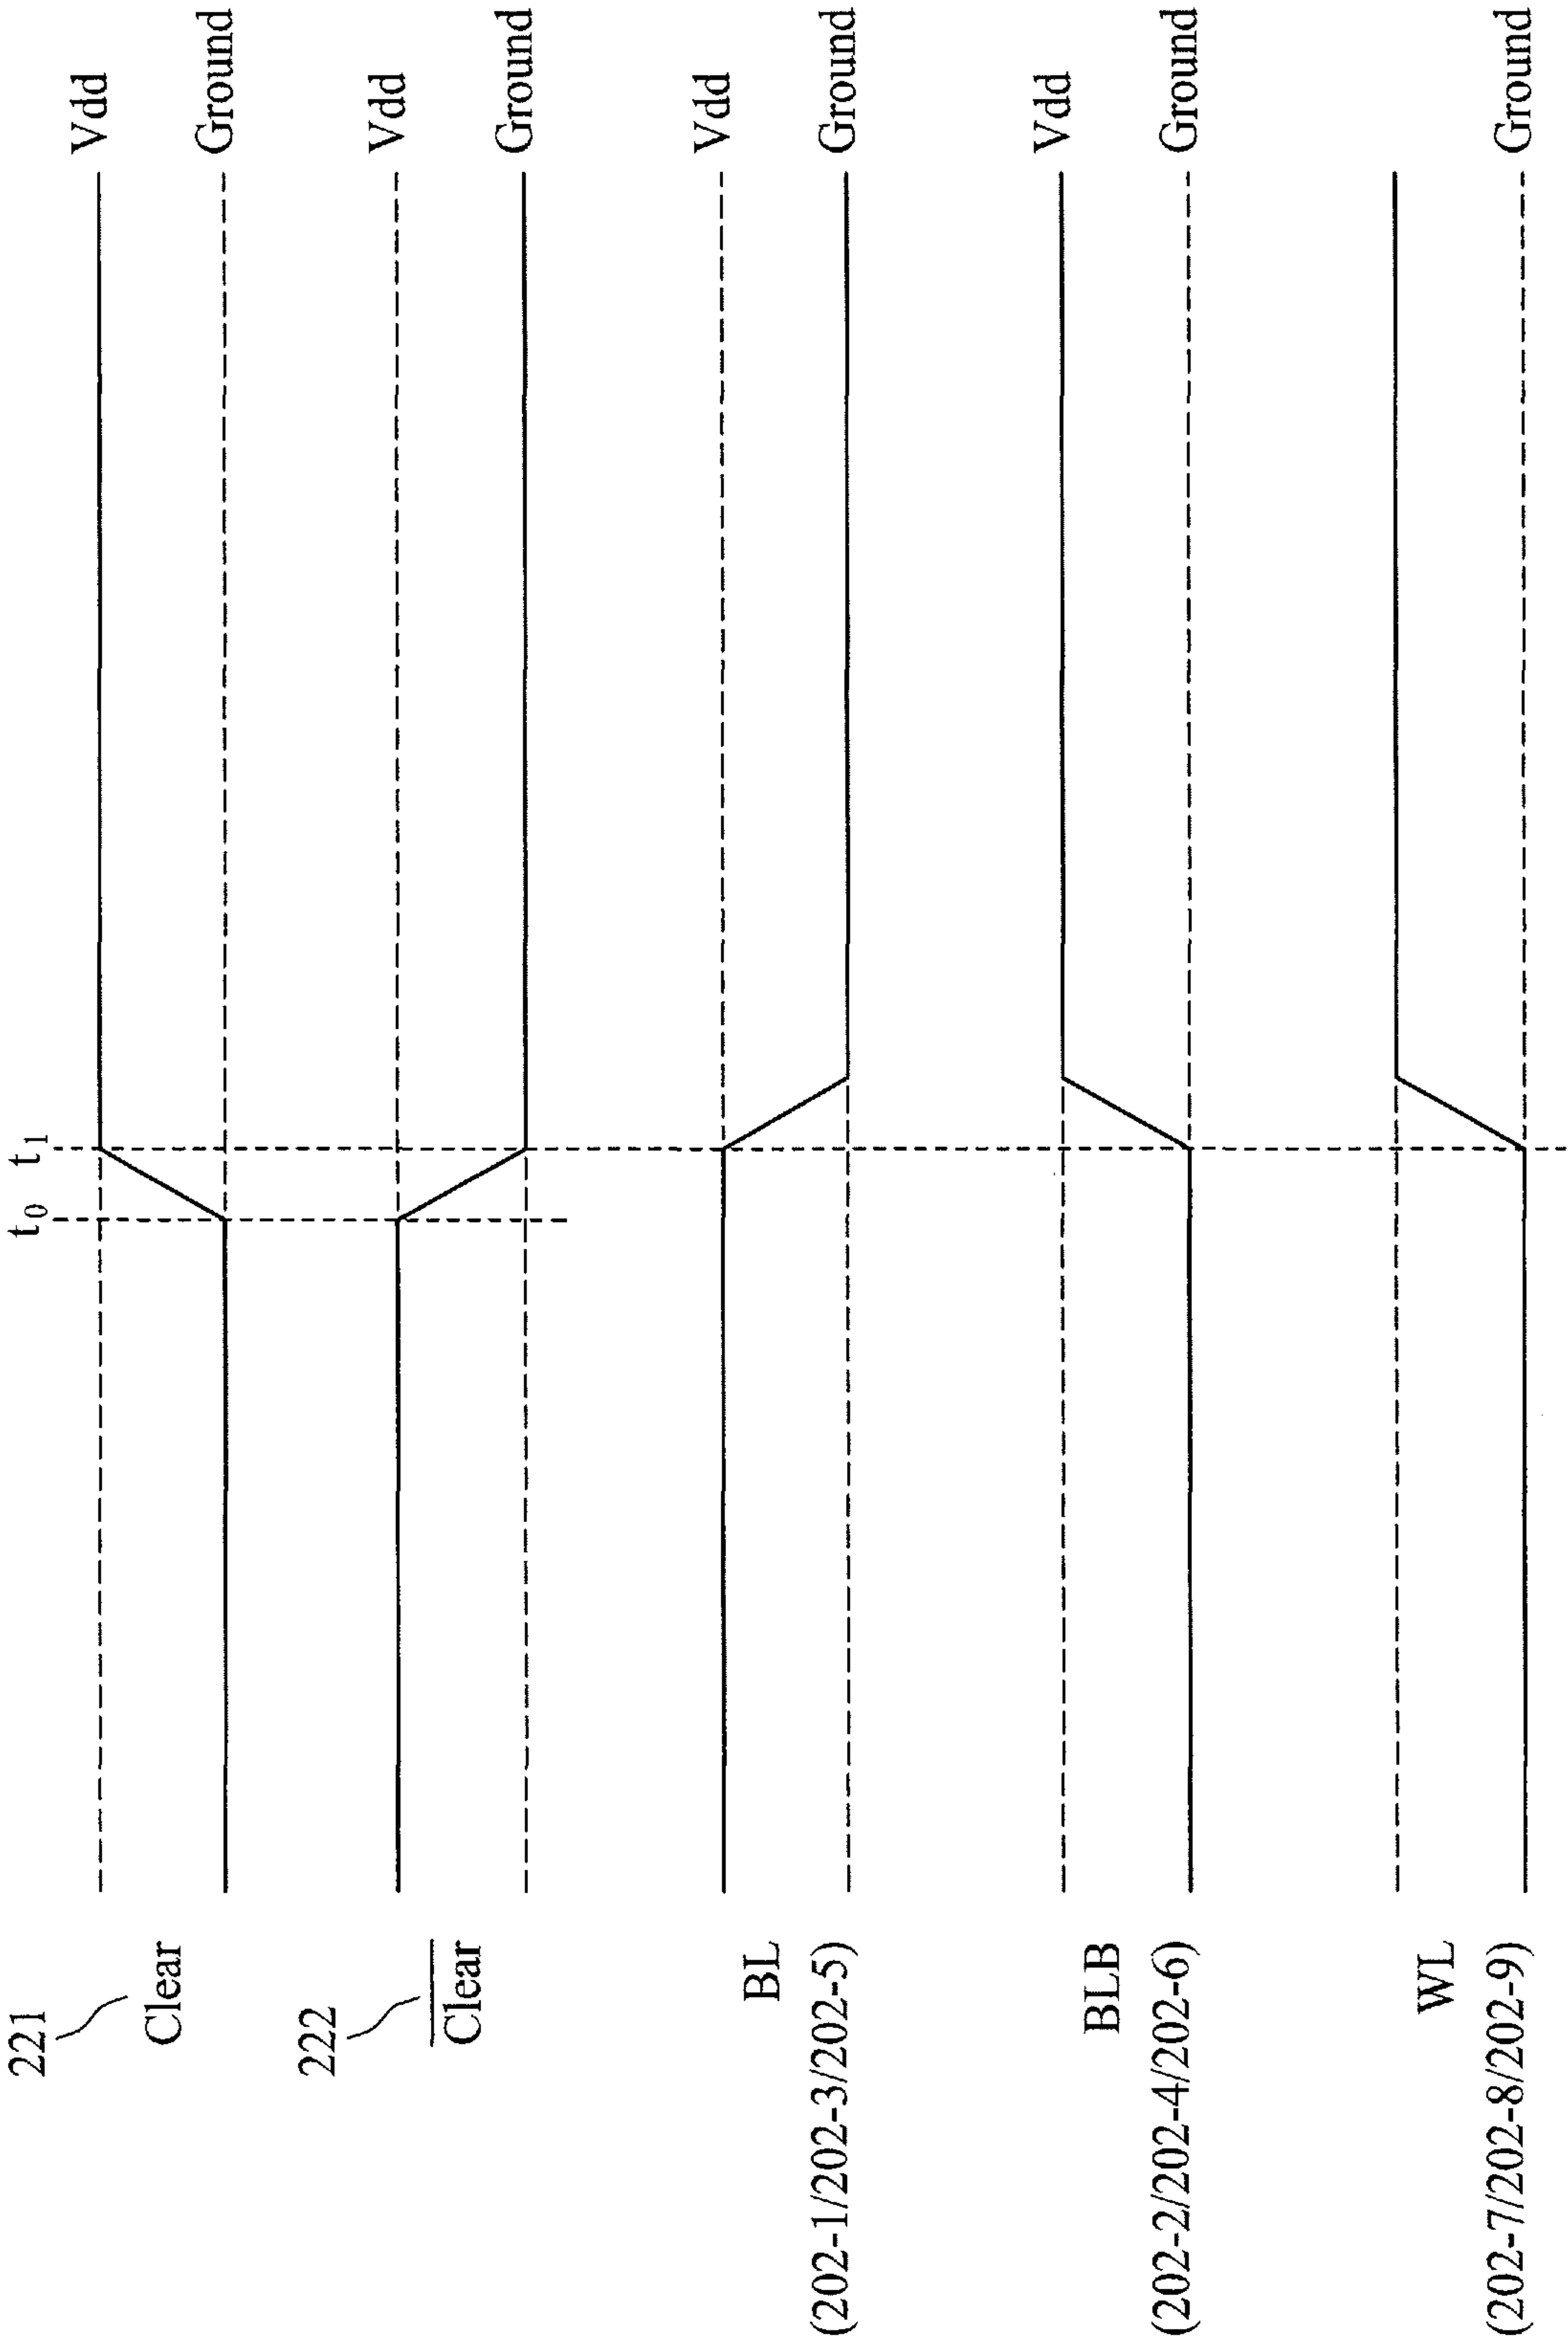 t0 t1
221
Clear
Vdd
Ground
222
Clear
Vdd
Ground
BL
(202-1/202-3/202-5)
Vdd
Ground
BLB
(202-2/202-4/202-6)
Vdd
Ground
WL
(202-7/202-8/202-9)
Ground